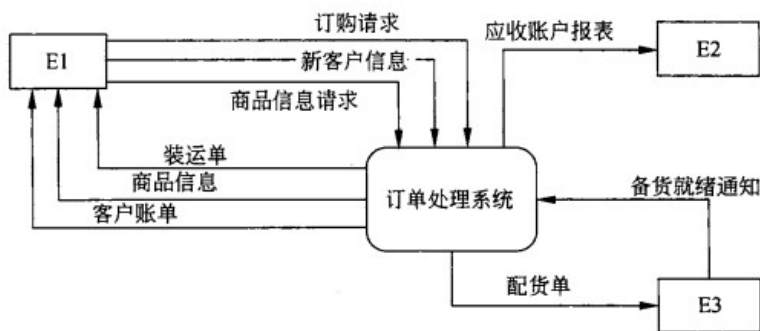 订购请求
E1
新客户信息
商品信息请求
应收账户报表
E2
装运单
商品信息
客户账单
订单处理系统
备货就绪通知
配货单
E3